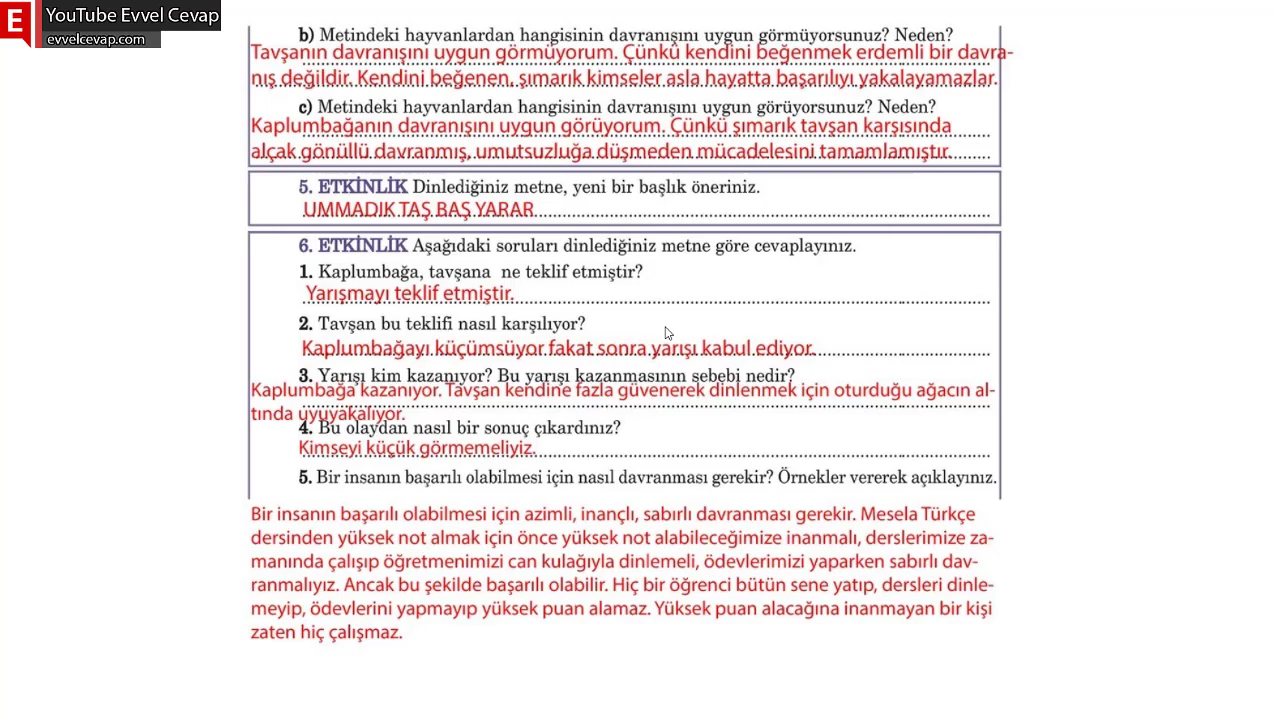 E
YouTube Evvel Cevap
evvelcevap.com
b) Metindeki hayvanlardan hangisinin davranışını uygun görmüyorsunuz? Neden?
Tavşanın davranışını uygun görmüyorum. Çünkü kendini beğenmek erdemli bir davra-
nış değildir. Kendini beğenen, şımarık kimseler asla hayatta başarılıyı yakalayamazlar.
c) Metindeki hayvanlardan hangisinin davranışını uygun görüyorsunuz? Neden?
Kaplumbağanın davranışını uygun görüyorum. Çünkü şımarık tavşan karşısında
alçak gönüllü davranmış, umutsuzluğa düşmeden mücadelesini tamamlamıştır.
5. ETKİNLİK Dinlediğiniz metne, yeni bir başlık öneriniz.
UMMADIK TAŞ BAŞ YARAR
6. ETKİNLİK Aşağıdaki soruları dinlediğiniz metne göre cevaplayınız.
1. Kaplumbağa, tavşana ne teklif etmiştir?
Yarışmayı teklif etmiştir.
2. Tavşan bu teklifi nasıl karşılıyor?
Kaplumbağayı küçümsüyor fakat sonra yarışı kabul ediyor.
3. Yarışı kim kazanıyor? Bu yarışı kazanmasının sebebi nedir?
Kaplumbağa kazanıyor. Tavşan kendine fazla güvenerek dinlenmek için oturduğu ağacın al-
tında uyuyakalıyor.
4. Bu olaydan nasıl bir sonuç çıkardınız?
Kimseyi küçük görmemeliyiz.
5. Bir insanın başarılı olabilmesi için nasıl davranması gerekir? Örnekler vererek açıklayınız.
Bir insanın başarılı olabilmesi için azimli, inançlı, sabırlı davranması gerekir. Mesela Türkçe
dersinden yüksek not almak için önce yüksek not alabileceğimize inanmalı, derslerimize za-
manında çalışıp öğretmenimizi can kulağıyla dinlemeli, ödevlerimizi yaparken sabırlı dav-
ranmalıyız. Ancak bu şekilde başarılı olabilir. Hiç bir öğrenci bütün sene yatıp, dersleri dinle-
meyip, ödevlerini yapmayıp yüksek puan alamaz. Yüksek puan alacağına inanmayan bir kişi
zaten hiç çalışmaz.